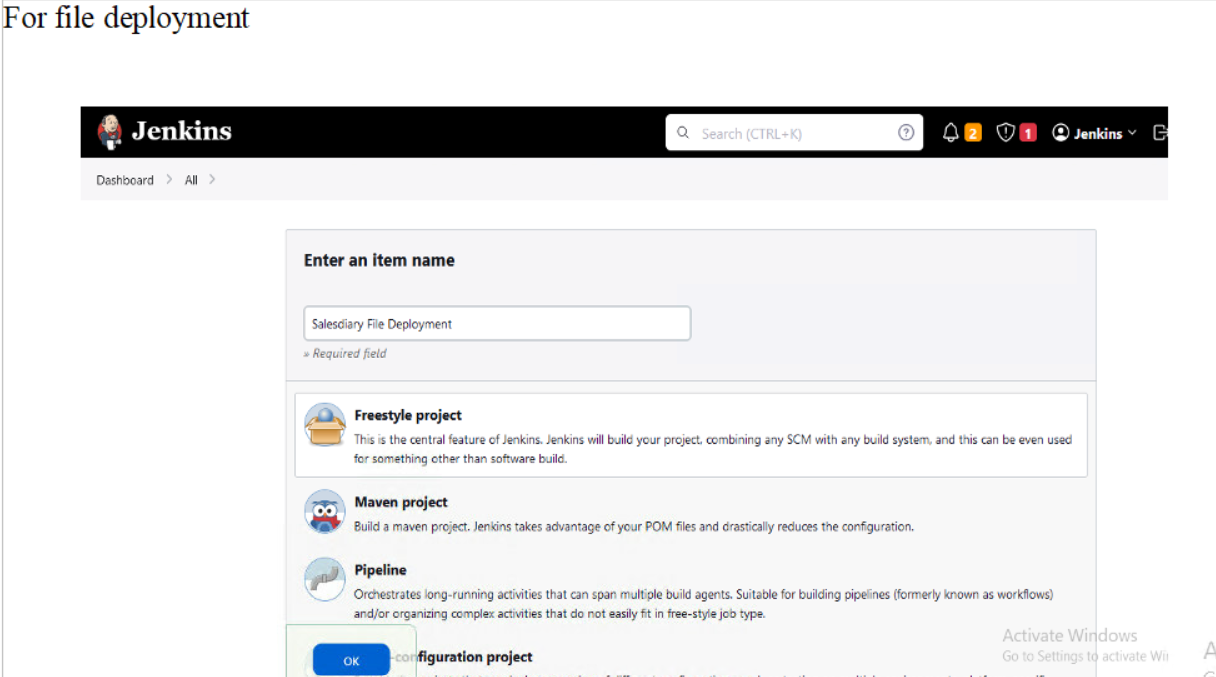 For file deployment
Jenkins
Search (CTRL+K)
2
1
Jenkins
Dashboard > All >
Enter an item name
Salesdiary File Deployment
» Required field
Freestyle project
This is the central feature of Jenkins. Jenkins will build your project, combining any SCM with any build system, and this can be even used
for something other than software build.
Maven project
Build a maven project. Jenkins takes advantage of your POM files and drastically reduces the configuration.
Pipeline
Orchestrates long-running activities that can span multiple build agents. Suitable for building pipelines (formerly known as workflows)
and/or organizing complex activities that do not easily fit in free-style job type.
Activate Windows
Go to Settings to activate Wi
OK
-configuration project